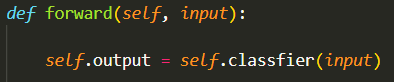 def forward(self, input):
self.output = self.classfier(input)